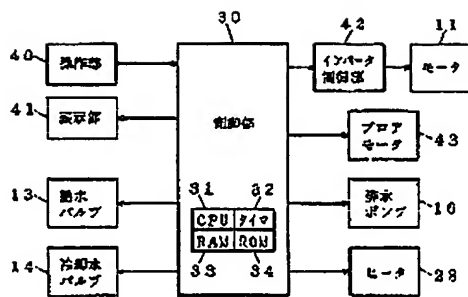 30
40
操作部
41
表示部
13
給水
バルブ
14
冷却水
バルブ
制御部
31
32
CPU
タイマ
RAM
ROM
33
34
42
インバータ
制御部
11
モータ
ブロア
モータ
43
排水
ポンプ
16
ヒータ
28